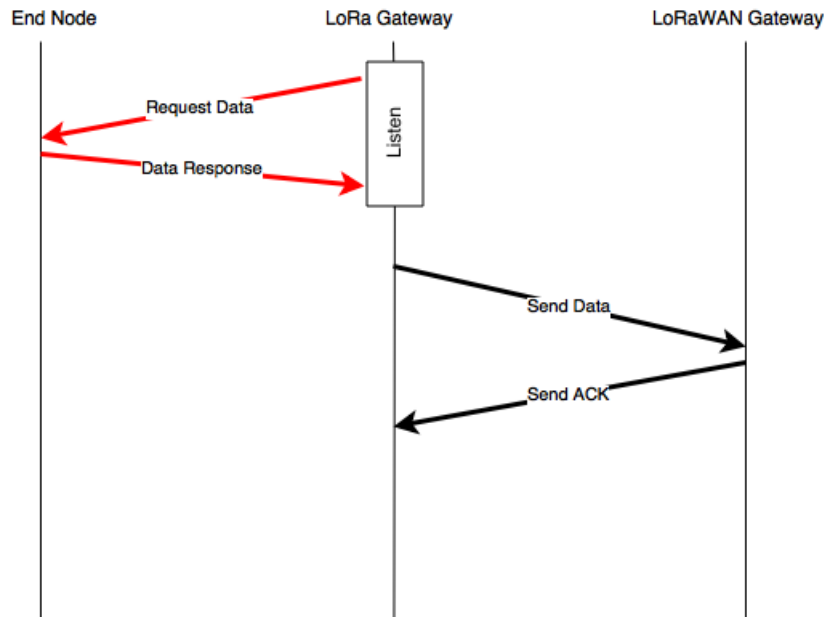 End Node
LoRa Gateway
LoRaWAN Gateway
Request Data
Listen
Data Response
Send Data
Send ACK